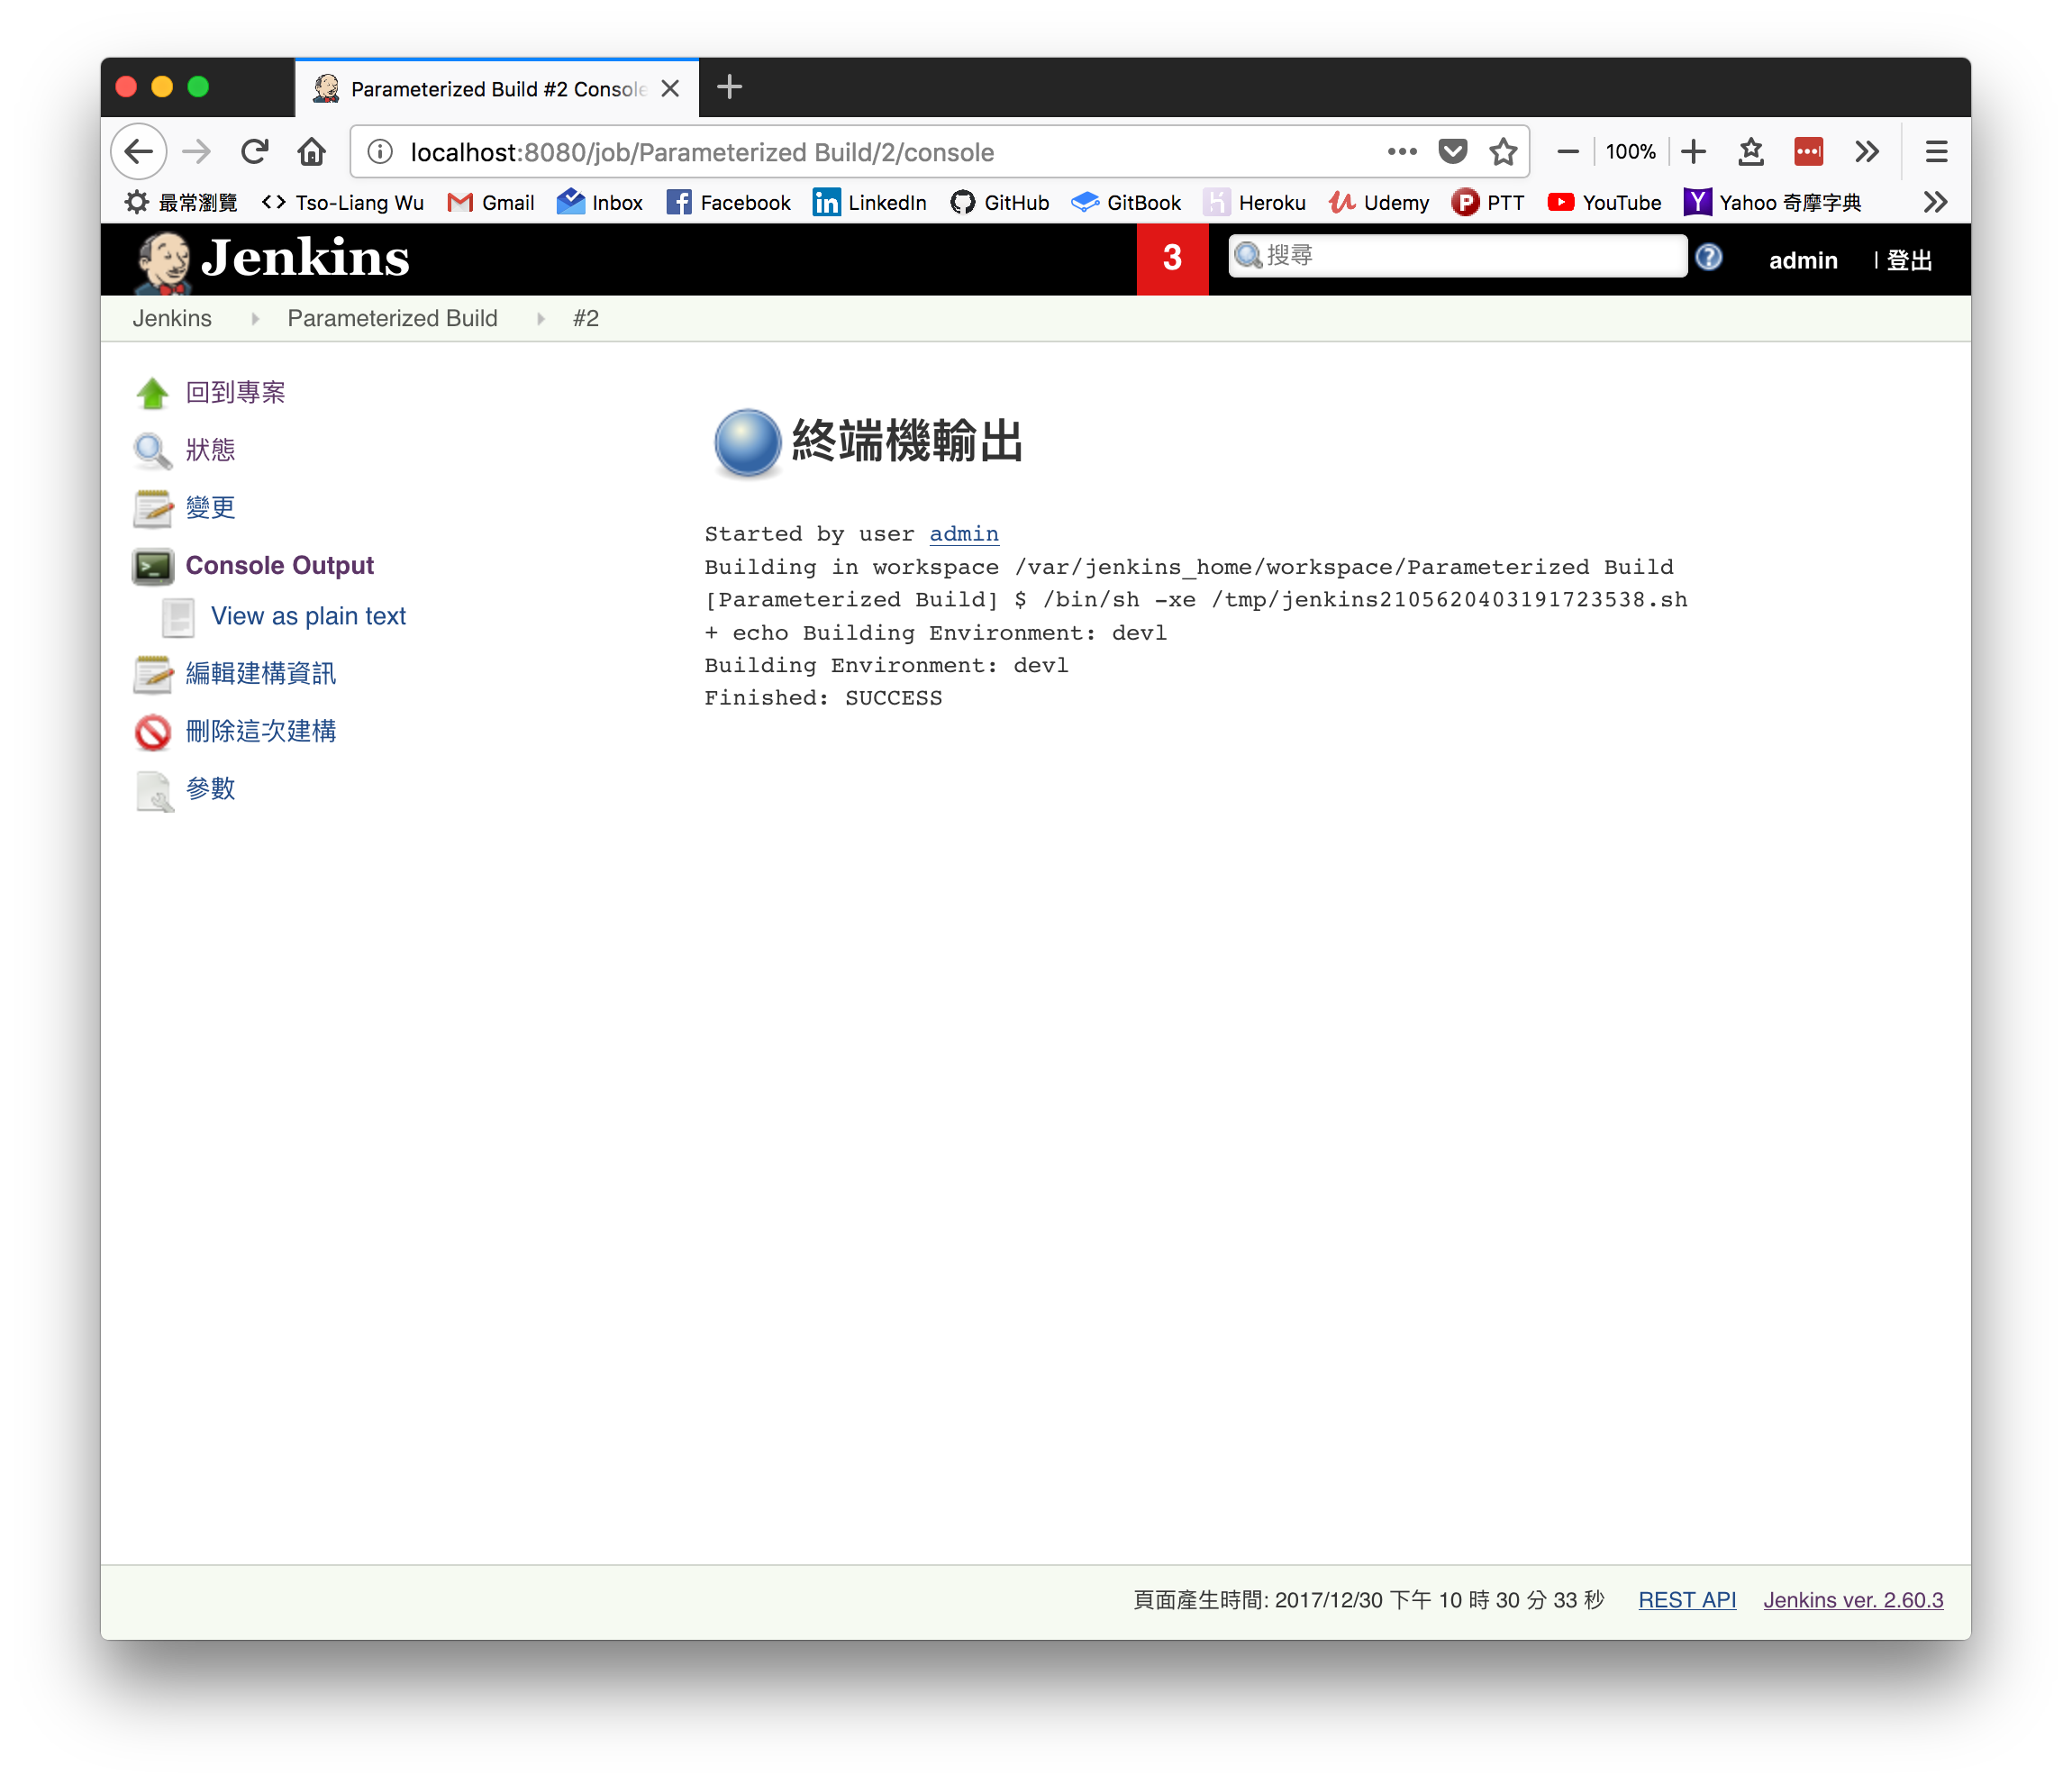 Parameterized Build #2 Console
localhost:8080/job/Parameterized Build/2/console
100%
最常瀏覽 Tso-Liang Wu Gmail Inbox Facebook LinkedIn GitHub GitBook Heroku Udemy PTT YouTube Yahoo 奇摩字典
Jenkins 3 搜尋 admin | 登出
Jenkins Parameterized Build #2
回到專案
狀態
變更
Console Output
View as plain text
編輯建構資訊
刪除這次建構
參數
終端機輸出
Started by user admin
Building in workspace /var/jenkins_home/workspace/Parameterized Build
[Parameterized Build] $ /bin/sh -xe /tmp/jenkins2105620403191723538.sh
+ echo Building Environment: devl
Building Environment: devl
Finished: SUCCESS
頁面產生時間: 2017/12/30 下午 10 時 30 分 33 秒 REST API Jenkins ver. 2.60.3